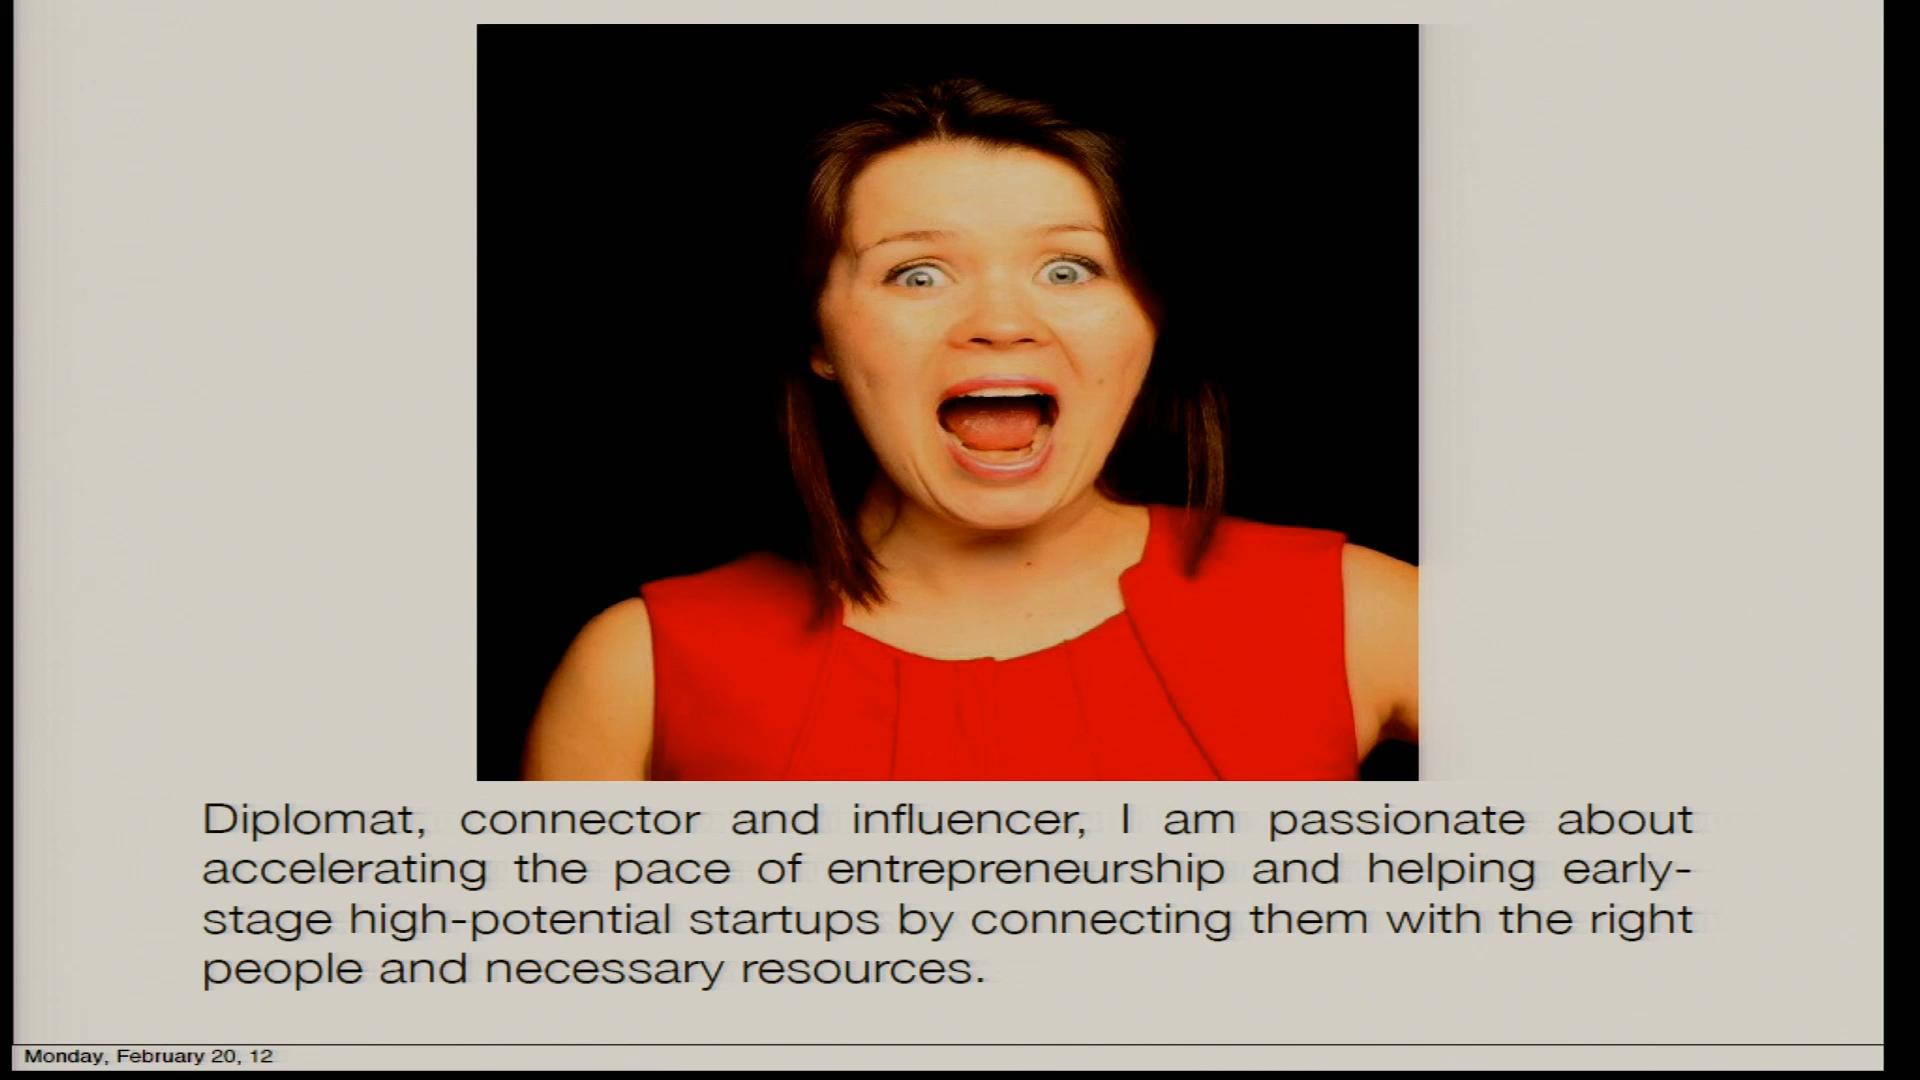 Diplomat, connector and influencer, I am passionate about
accelerating the pace of entrepreneurship and helping early-
stage high-potential startups by connecting them with the right
people and necessary resources.
Monday, February 20, 12